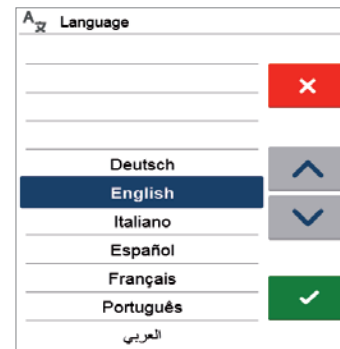 Language
Deutsch
English
Italiano
Español
Français
Português
العربي